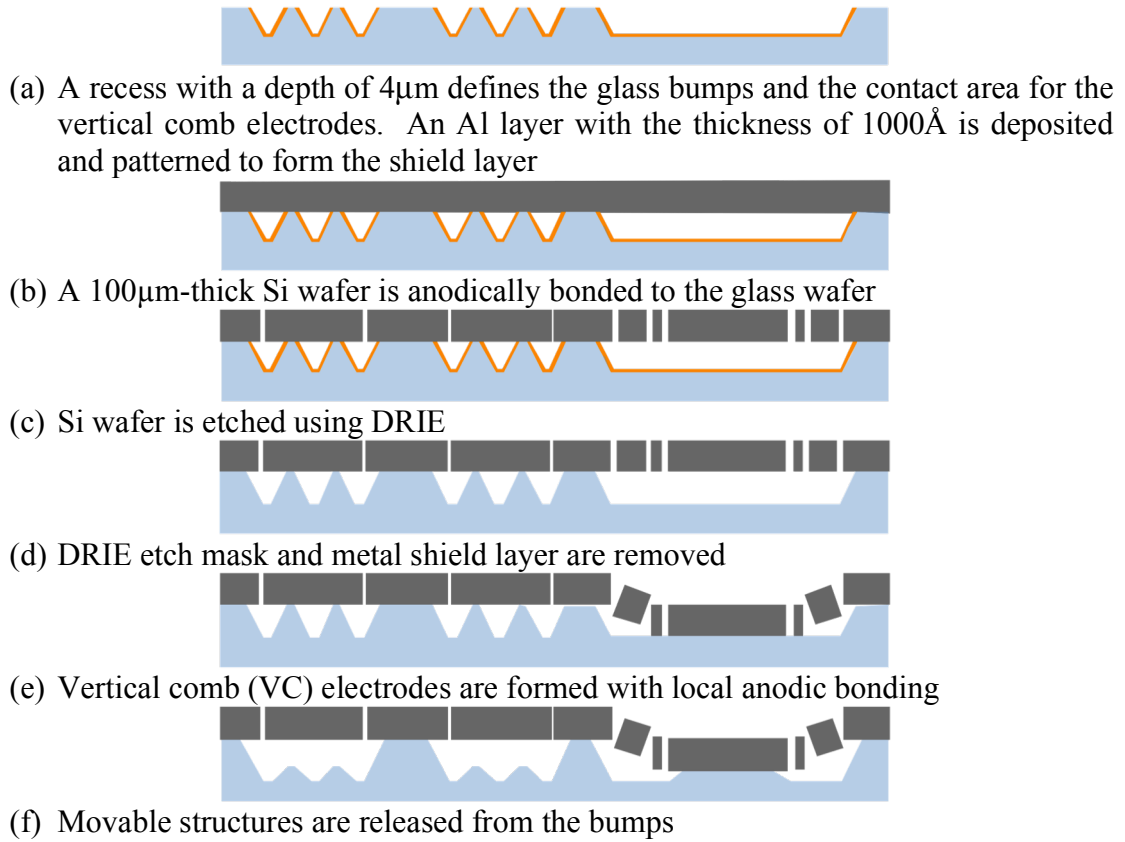 (a) A recess with a depth of 4μm defines the glass bumps and the contact area for the
vertical comb electrodes. An Al layer with the thickness of 1000Å is deposited
and patterned to form the shield layer
(b) A 100μm-thick Si wafer is anodically bonded to the glass wafer
(c) Si wafer is etched using DRIE
(d) DRIE etch mask and metal shield layer are removed
(e) Vertical comb (VC) electrodes are formed with local anodic bonding
(f) Movable structures are released from the bumps